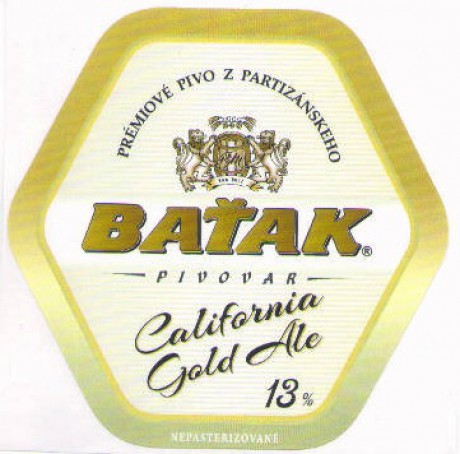 PRÉMIOVÉ PIVO Z PARTIZÁNSKEHO
BAŤAK®
PIVOVAR
California
Gold Ale
13%
NEPASTERIZOVANÉ